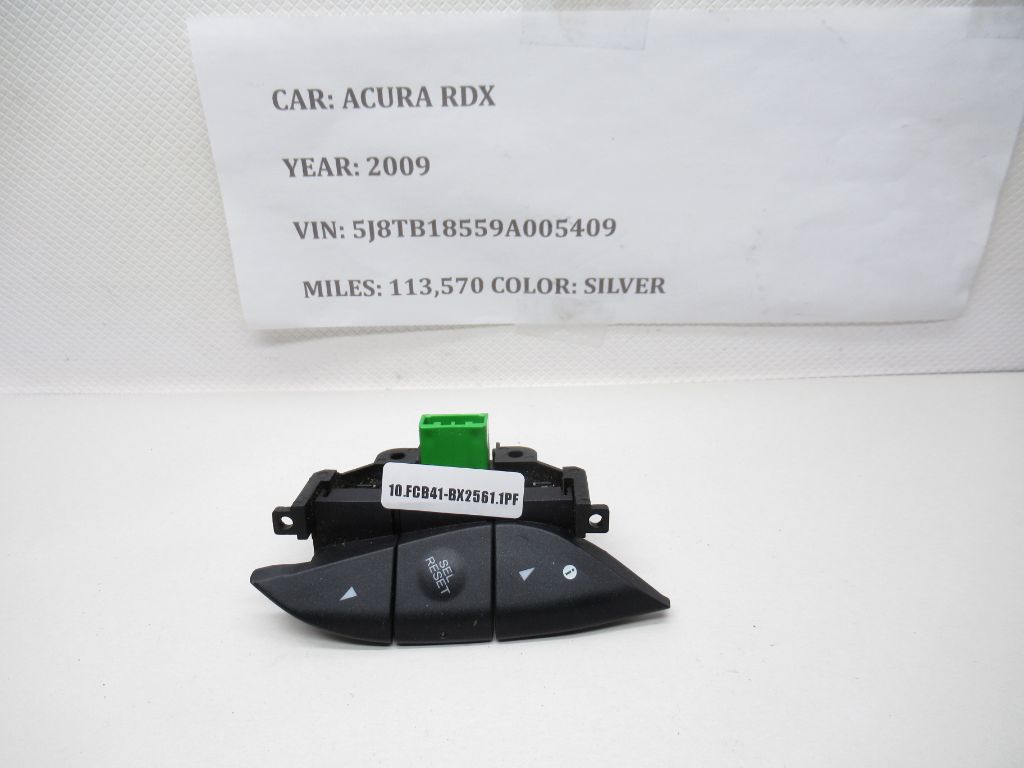 CAR: ACURA RDX
YEAR: 2009
VIN: 5J8TB18559A005409
MILES: 113,570 COLOR: SILVER
10.FCB41-BX2561.1PF
SEL
RESET
i